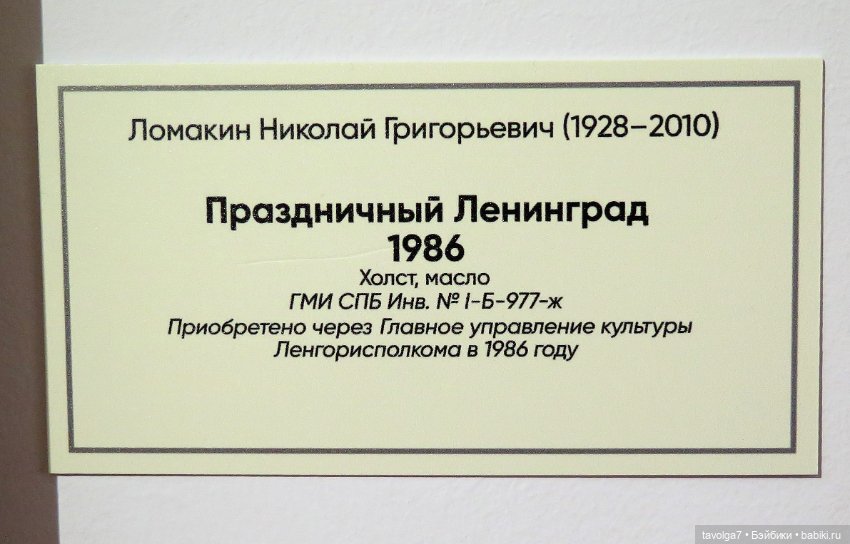 Ломакин Николай Григорьевич (1928–2010)
Праздничный Ленинград
1986
Холст, масло
ГМИ СПБ Инв. № I-Б-977-ж
Приобретено через Главное управление культуры
Ленгорисполкома в 1986 году
tavolga7 • Бэйбики • babiki.ru